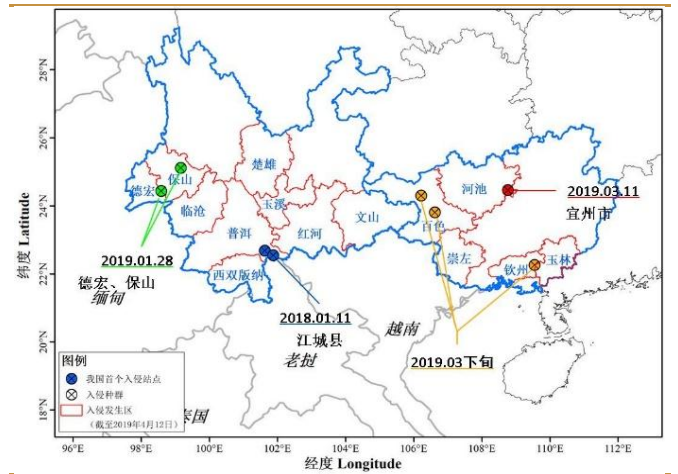 28°N
26°N
24°N
22°N
20°N
18°N
纬度 Latitude
楚雄
保山
德宏
临沧
玉溪
普洱
红河
文山
西双版纳
河池
百色
崇左
钦州
玉林
2019.03.11
宜州市
2019.01.28
德宏、保山
缅甸
2018.01.11
江城县
老挝
越南
2019.03下旬
泰国
图例
我国首个入侵站点
入侵种群
入侵发生区
(截至2019年4月12日)
96°E
98°E
100°E
102°E
104°E
106°E
108°E
110°E
112°E
经度 Longitude